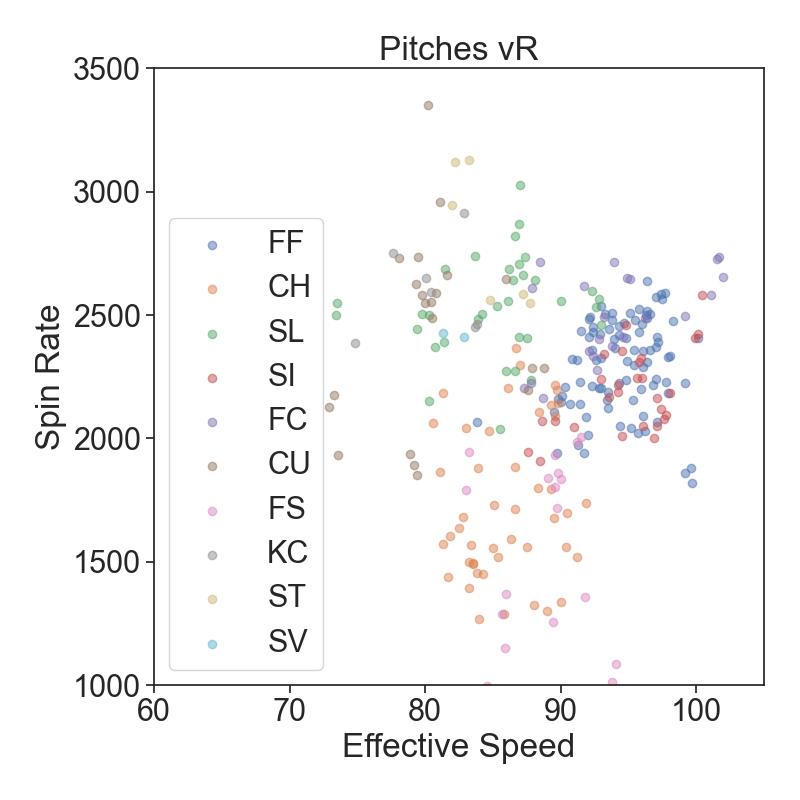 Pitches vR
3500
3000
2500
2000
1500
1000
Spin Rate
FF
CH
SL
SI
FC
CU
FS
KC
ST
SV
60 70 80 90 100
Effective Speed